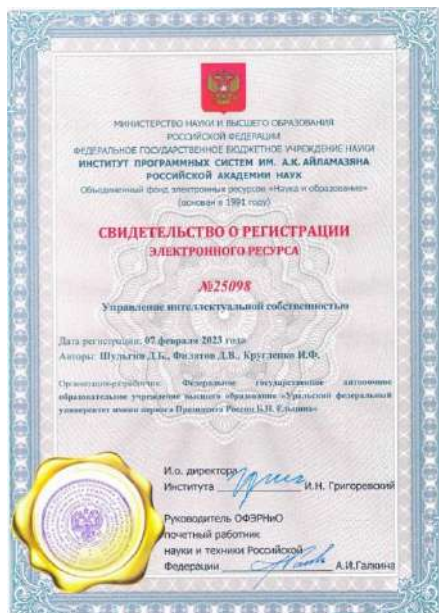 МИНИСТЕРСТВО НАУКИ И ВЫСШЕГО ОБРАЗОВАНИЯ
РОССИЙСКОЙ ФЕДЕРАЦИИ
ФЕДЕРАЛЬНОЕ ГОСУДАРСТВЕННОЕ БЮДЖЕТНОЕ УЧРЕЖДЕНИЕ НАУКИ
ИНСТИТУТ ПРОГРАММНЫХ СИСТЕМ ИМ. А.К. АЙЛАМАЗЯНА
РОССИЙСКОЙ АКАДЕМИИ НАУК
Объединенный фонд электронных ресурсов «Наука и образование»
(основан в 1991 году)
СВИДЕТЕЛЬСТВО О РЕГИСТРАЦИИ
ЭЛЕКТРОННОГО РЕСУРСА
№25098
Управление интеллектуальной собственностью
Дата регистрации: 07 февраля 2023 года
Авторы: Шульгин Д.Б., Филатов Д.В., Кругленко И.Ф.
Организация-разработчик: Федеральное государственное автономное
образовательное учреждение высшего образования «Уральский федеральный
университет имени первого Президента России Б.Н. Ельцина»
И.о. директора
Института И.Н. Григоревский
Руководитель ОФЭРНиО
почетный работник
науки и техники Российской
Федерации А.И.Галкина